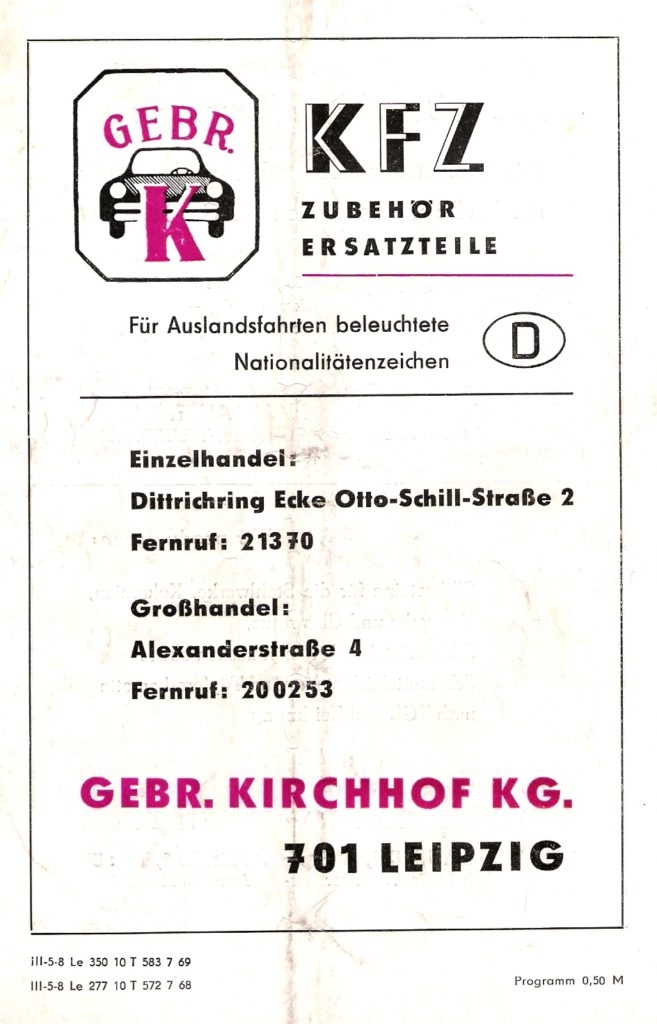 GEBR.
K
KFZ
ZUBEHÖR
ERSATZTEILE
Für Auslandsfahrten beleuchtete
Nationalitätenzeichen
D
Einzelhandel:
Dittrichring Ecke Otto-Schill-Straße 2
Fernruf: 21370
Großhandel:
Alexanderstraße 4
Fernruf: 200253
GEBR. KIRCHHOF KG.
701 LEIPZIG
III-5-8 Le 350 10 T 583 7 69
III-5-8 Le 277 10 T 572 7 68
Programm 0,50 M